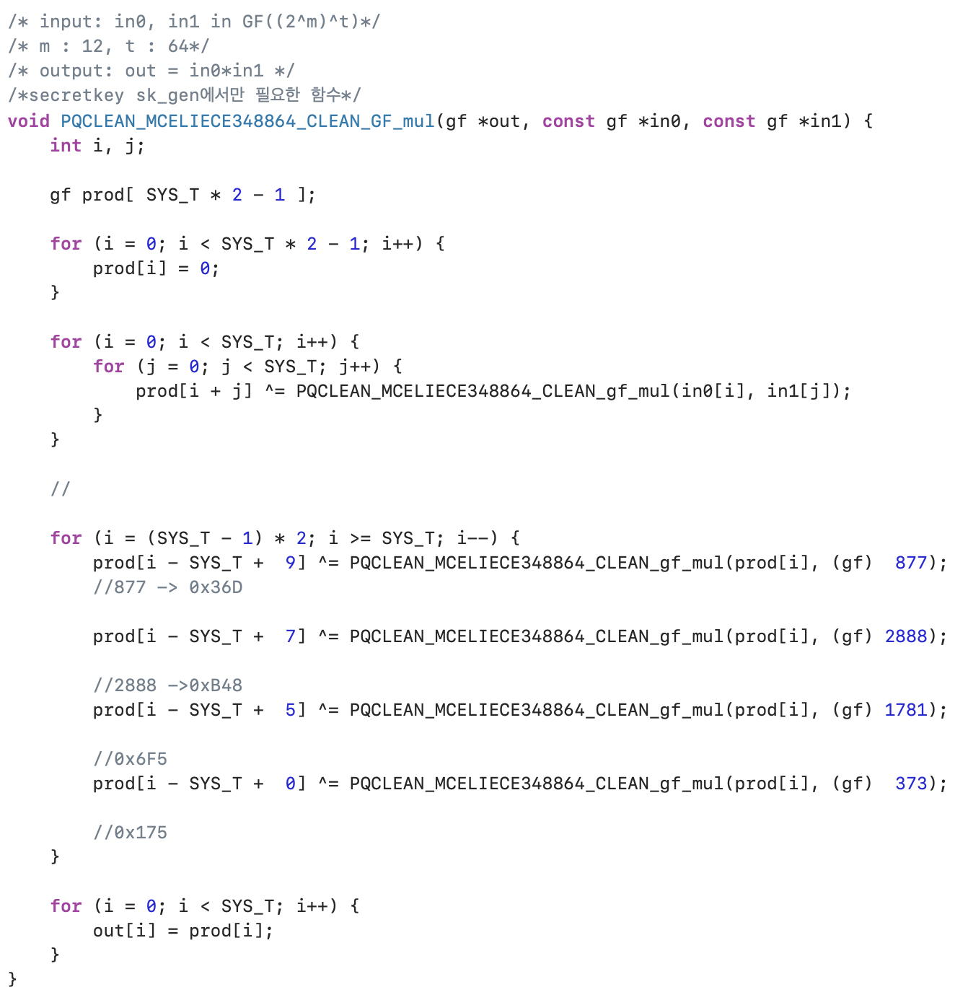 /* input: in0, in1 in GF((2^m)^t)*/
/* m : 12, t : 64*/
/* output: out = in0*in1 */
/*secretkey sk_gen에서만 필요한 함수*/
void PQCLEAN_MCELIECE348864_CLEAN_GF_mul(gf *out, const gf *in0, const gf *in1) {
    int i, j;

    gf prod[ SYS_T * 2 - 1 ];

    for (i = 0; i < SYS_T * 2 - 1; i++) {
        prod[i] = 0;
    }

    for (i = 0; i < SYS_T; i++) {
        for (j = 0; j < SYS_T; j++) {
            prod[i + j] ^= PQCLEAN_MCELIECE348864_CLEAN_gf_mul(in0[i], in1[j]);
        }
    }

    //

    for (i = (SYS_T - 1) * 2; i >= SYS_T; i--) {
        prod[i - SYS_T +  9] ^= PQCLEAN_MCELIECE348864_CLEAN_gf_mul(prod[i], (gf)  877);
        //877 -> 0x36D

        prod[i - SYS_T +  7] ^= PQCLEAN_MCELIECE348864_CLEAN_gf_mul(prod[i], (gf) 2888);

        //2888 ->0xB48
        prod[i - SYS_T +  5] ^= PQCLEAN_MCELIECE348864_CLEAN_gf_mul(prod[i], (gf) 1781);

        //0x6F5
        prod[i - SYS_T +  0] ^= PQCLEAN_MCELIECE348864_CLEAN_gf_mul(prod[i], (gf)  373);

        //0x175
    }

    for (i = 0; i < SYS_T; i++) {
        out[i] = prod[i];
    }
}